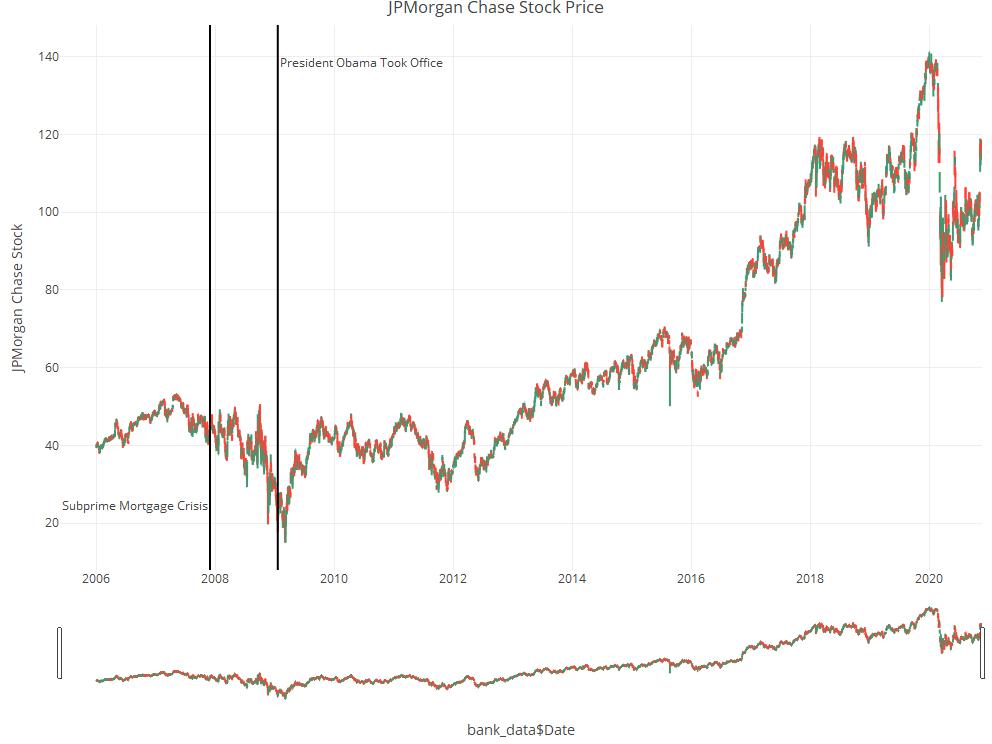 JPMorgan Chase Stock Price
140
President Obama Took Office
120
100
JPMorgan Chase Stock
80
60
40
Subprime Mortgage Crisis
20
2006 2008 2010 2012 2014 2016 2018 2020
bank_data$Date